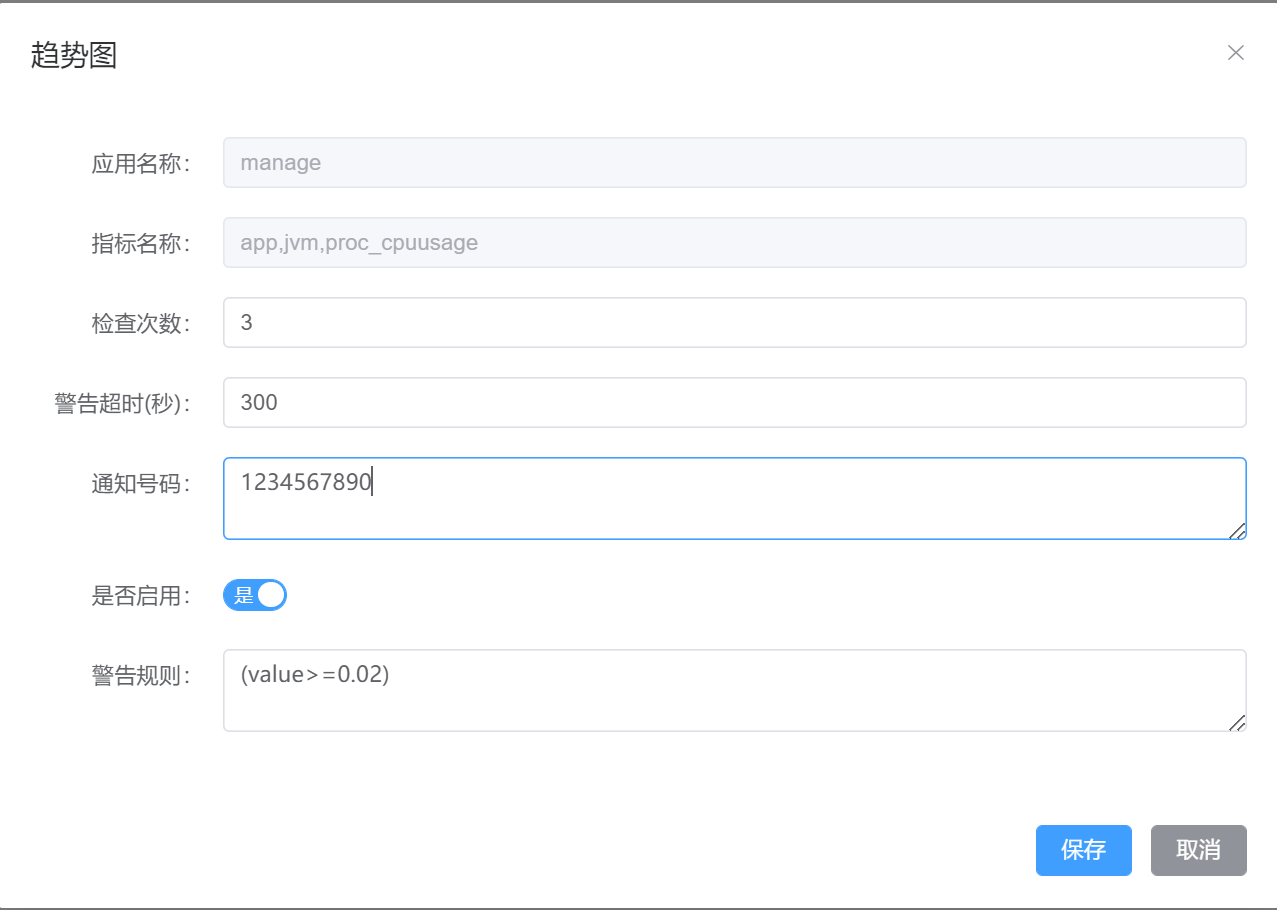 趋势图
应用名称：
manage
指标名称：
app,jvm,proc_cpuusage
检查次数：
3
警告超时(秒)：
300
通知号码：
1234567890
是否启用：
是
警告规则：
(value>=0.02)
保存
取消